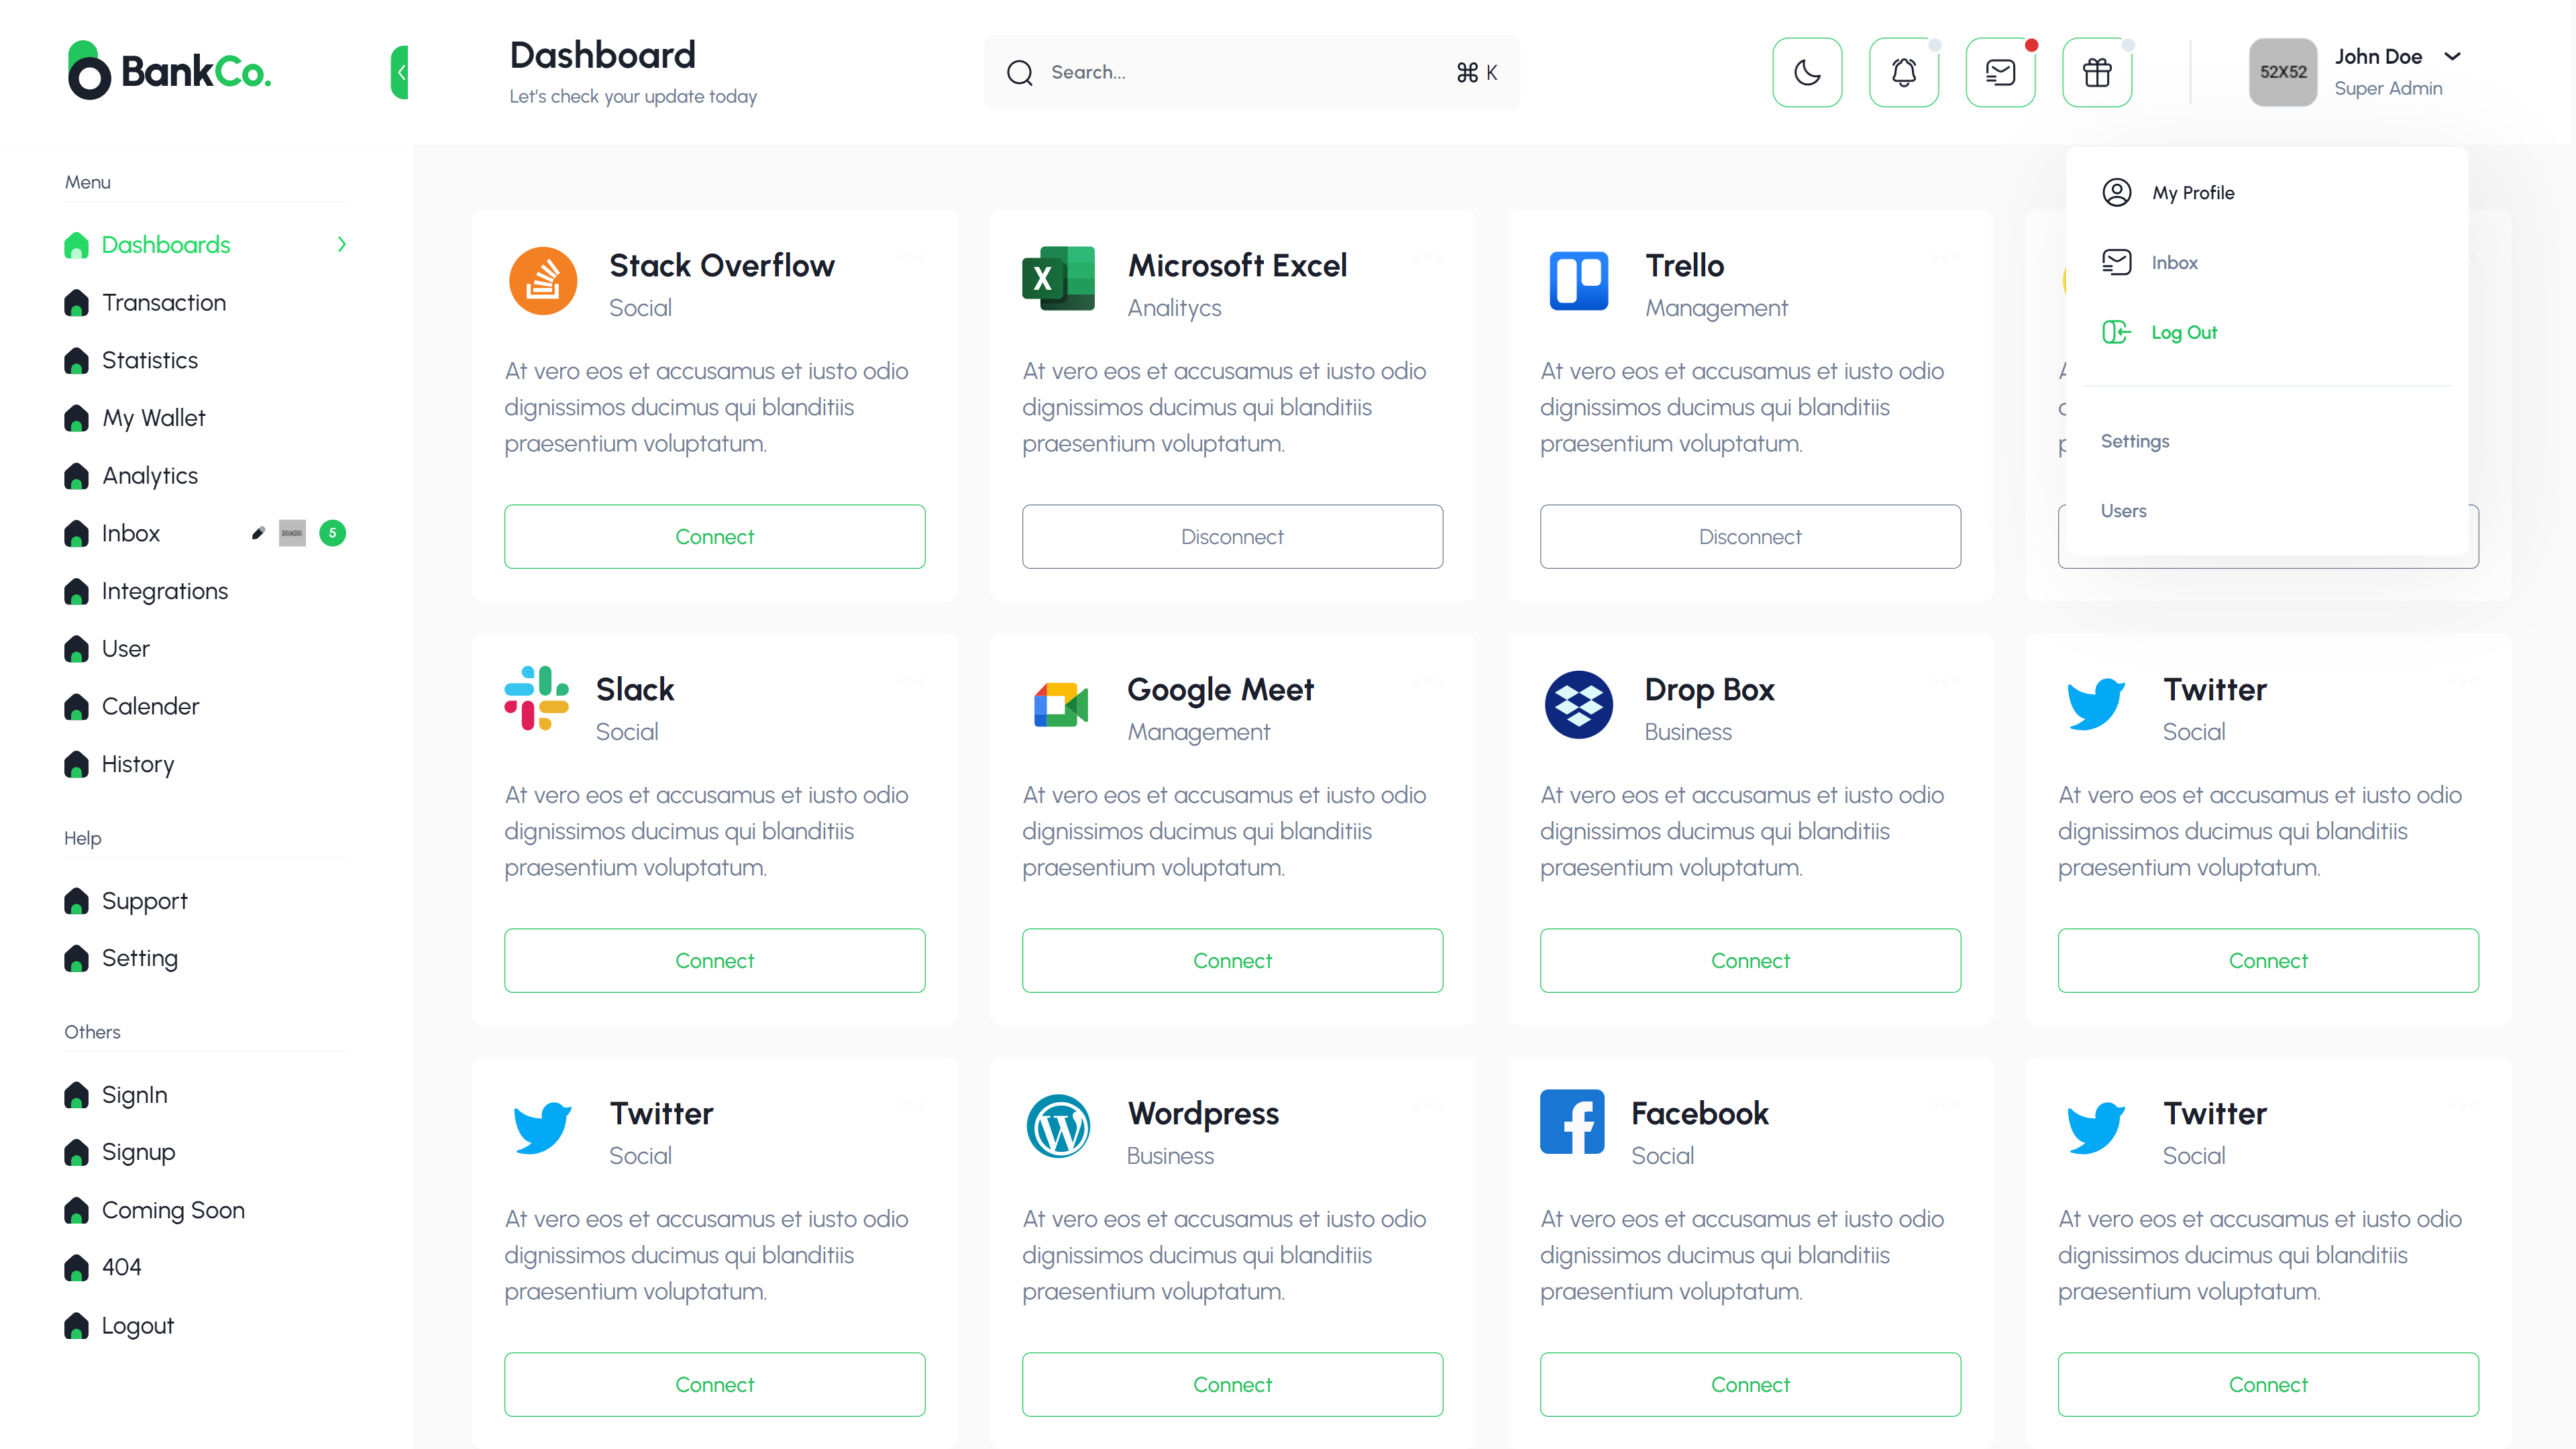 BankCo.
Dashboard
Let's check your update today
Search...
⌘ K
52X52
John Doe
Super Admin
Menu
Dashboards
Transaction
Statistics
My Wallet
Analytics
Inbox
5
Integrations
User
Calender
History
Help
Support
Setting
Others
SignIn
Signup
Coming Soon
404
Logout
My Profile
Inbox
Log Out
Settings
Users
Stack Overflow
Social
At vero eos et accusamus et iusto odio
dignissimos ducimus qui blanditiis
praesentium voluptatum.
Connect
Microsoft Excel
Analitycs
At vero eos et accusamus et iusto odio
dignissimos ducimus qui blanditiis
praesentium voluptatum.
Disconnect
Trello
Management
At vero eos et accusamus et iusto odio
dignissimos ducimus qui blanditiis
praesentium voluptatum.
Disconnect
Slack
Social
At vero eos et accusamus et iusto odio
dignissimos ducimus qui blanditiis
praesentium voluptatum.
Connect
Google Meet
Management
At vero eos et accusamus et iusto odio
dignissimos ducimus qui blanditiis
praesentium voluptatum.
Connect
Drop Box
Business
At vero eos et accusamus et iusto odio
dignissimos ducimus qui blanditiis
praesentium voluptatum.
Connect
Twitter
Social
At vero eos et accusamus et iusto odio
dignissimos ducimus qui blanditiis
praesentium voluptatum.
Connect
Twitter
Social
At vero eos et accusamus et iusto odio
dignissimos ducimus qui blanditiis
praesentium voluptatum.
Connect
Wordpress
Business
At vero eos et accusamus et iusto odio
dignissimos ducimus qui blanditiis
praesentium voluptatum.
Connect
Facebook
Social
At vero eos et accusamus et iusto odio
dignissimos ducimus qui blanditiis
praesentium voluptatum.
Connect
Twitter
Social
At vero eos et accusamus et iusto odio
dignissimos ducimus qui blanditiis
praesentium voluptatum.
Connect